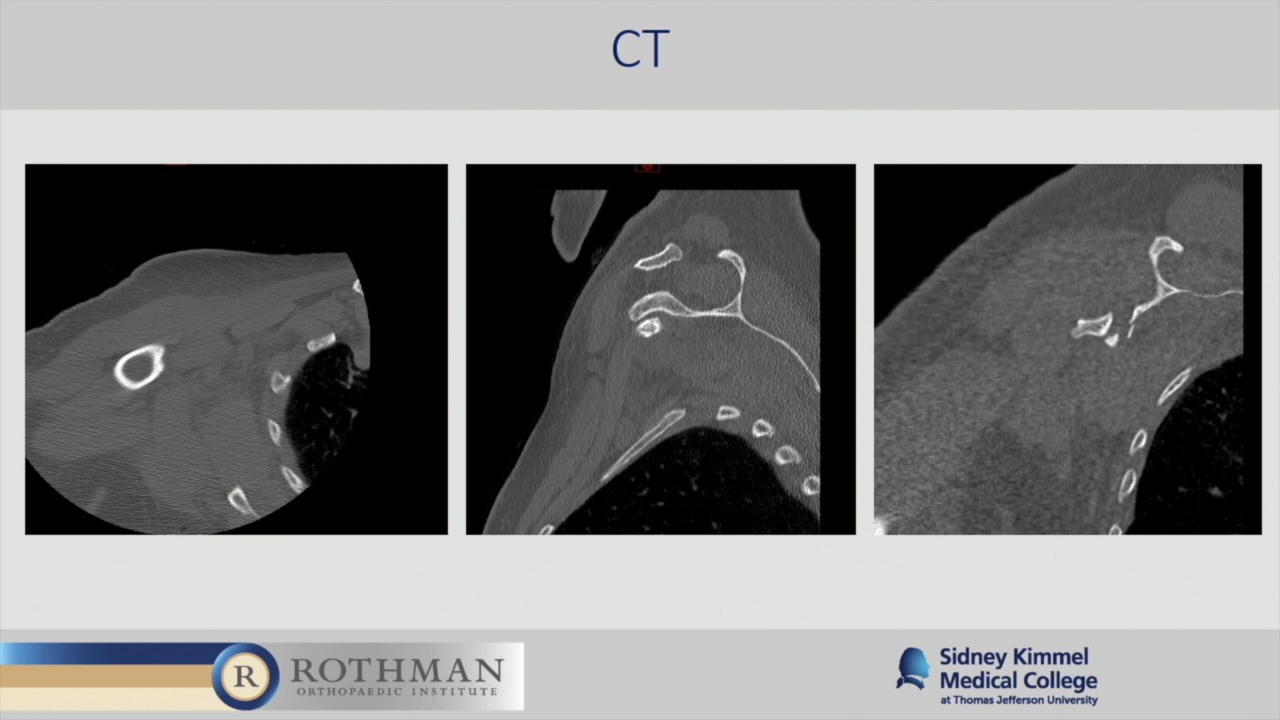 CT
R
ROTHMAN
ORTHOPAEDIC INSTITUTE
Sidney Kimmel
Medical College
at Thomas Jefferson University